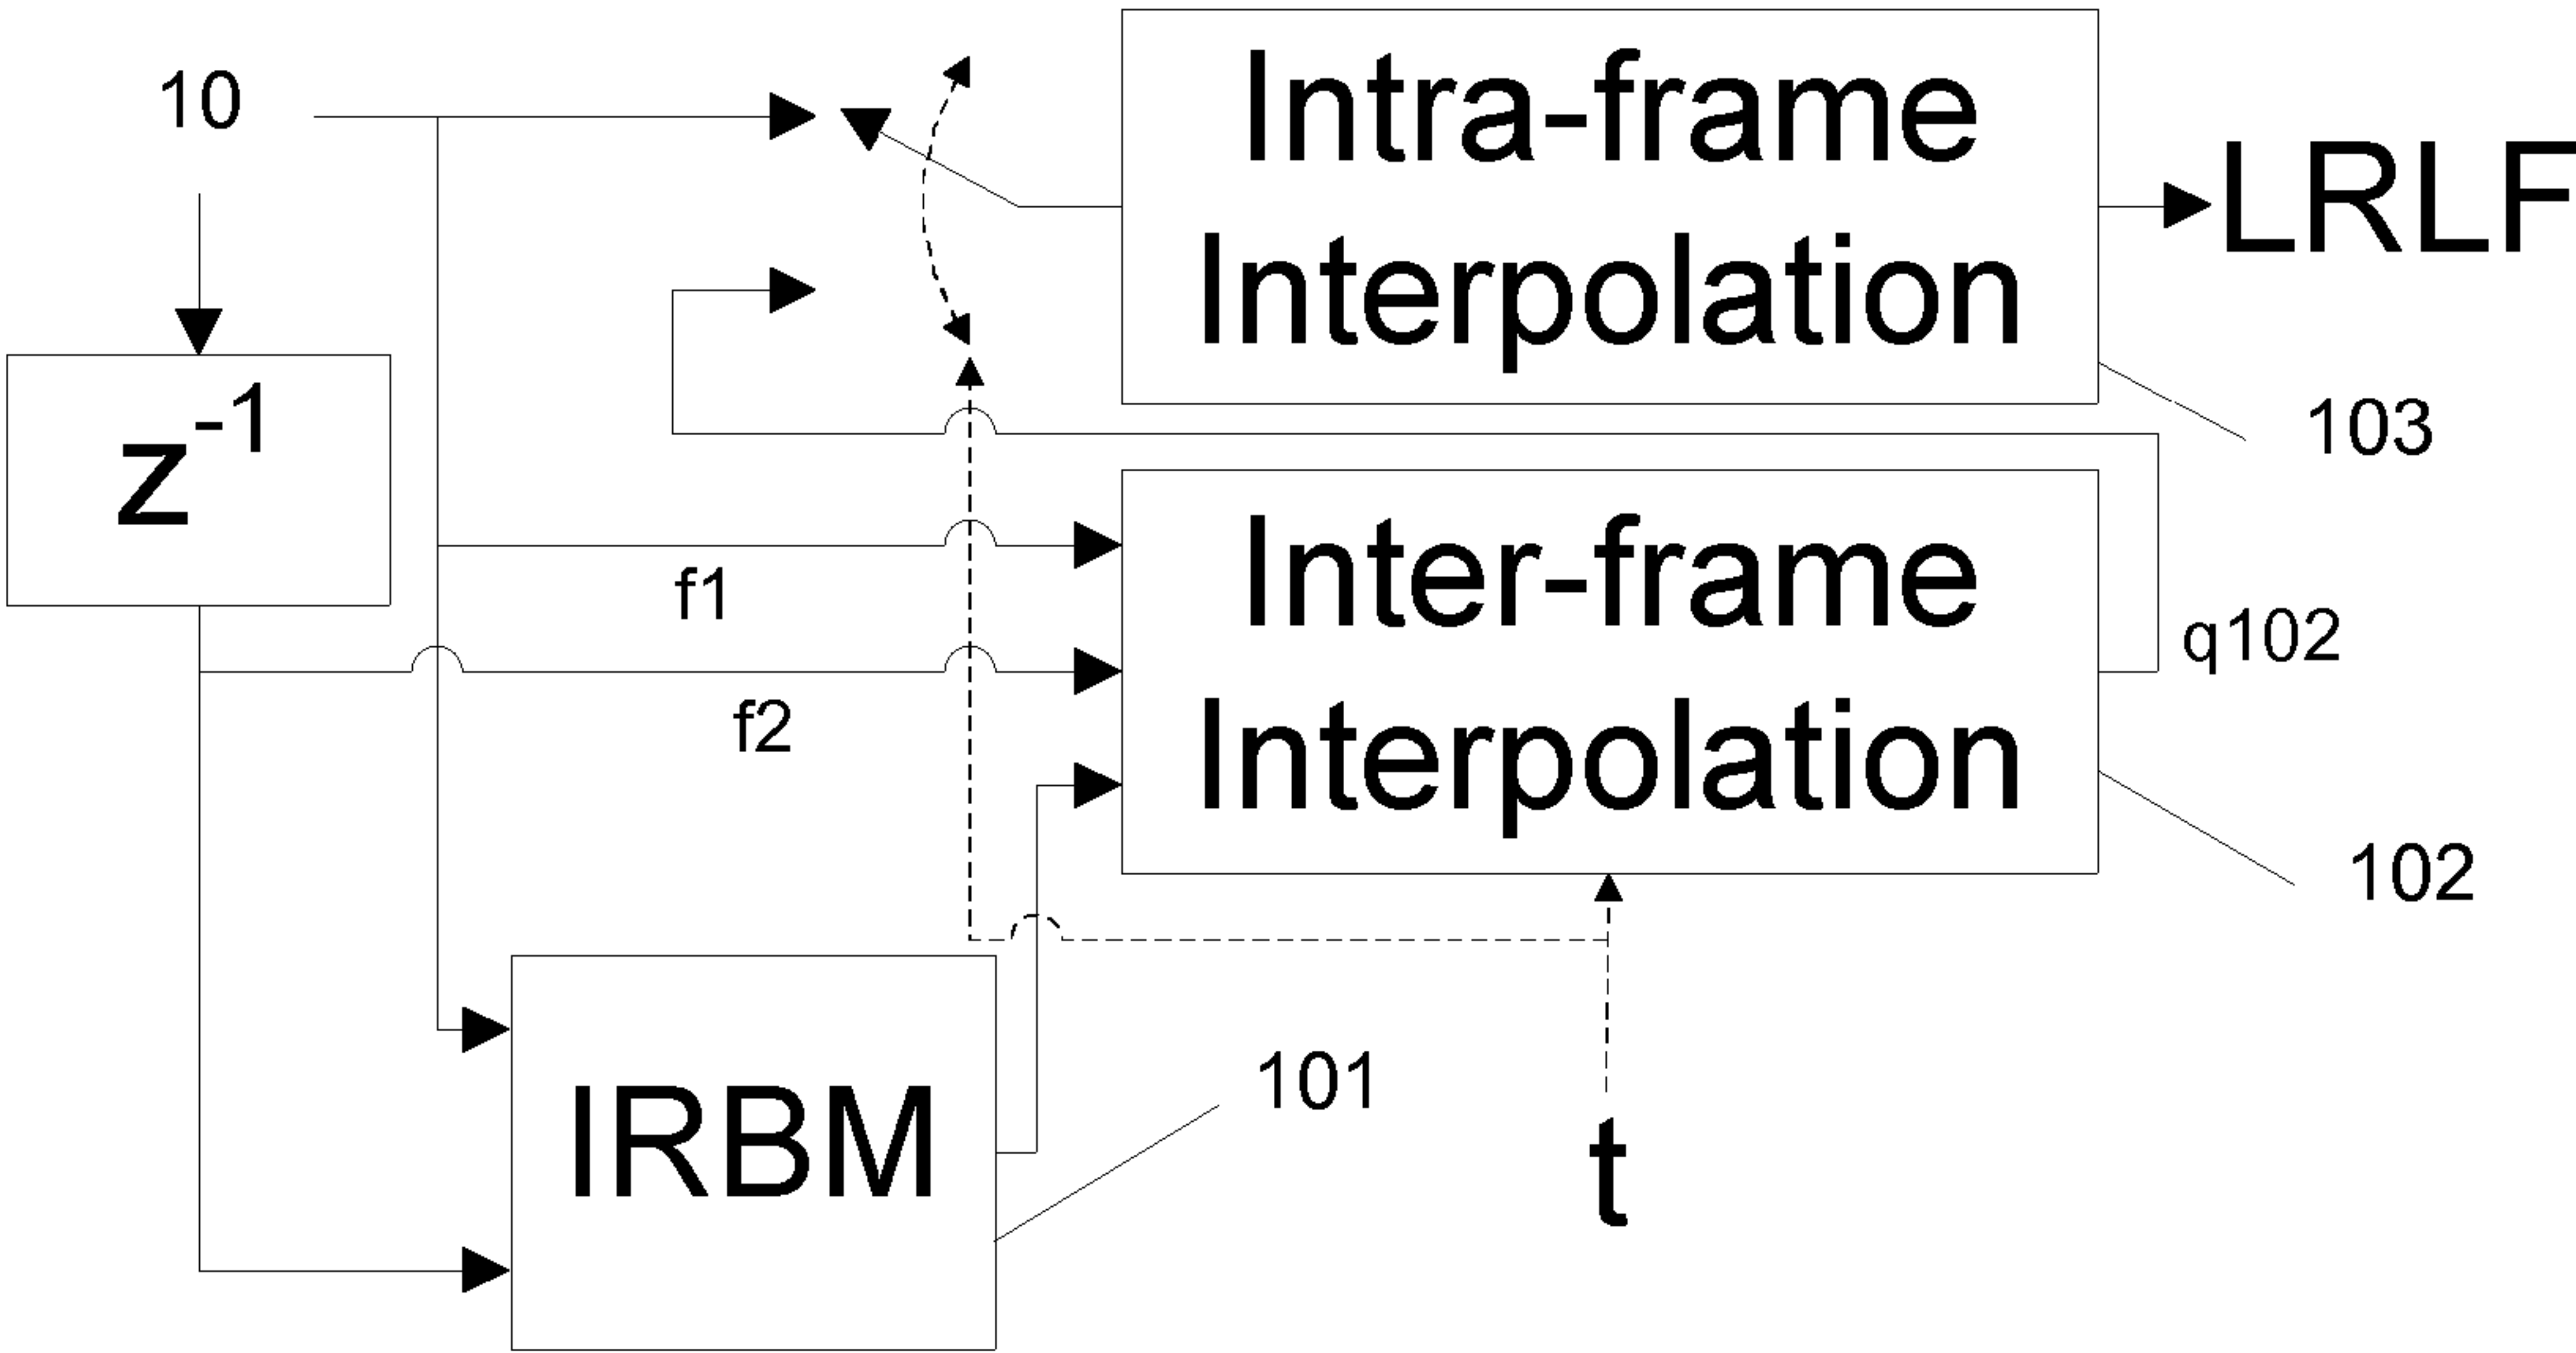 10
Intra-frame
Interpolation
LRLF
z-1
103
f1
Inter-frame
Interpolation
q102
f2
102
IRBM
101
t